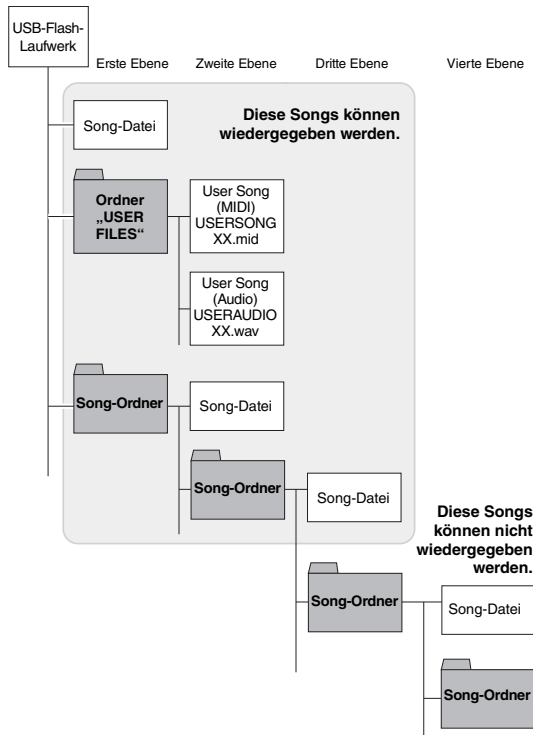 USB-Flash-
Laufwerk
Erste Ebene
Zweite Ebene
Dritte Ebene
Vierte Ebene
Song-Datei
Diese Songs können
wiedergegeben werden.
Ordner
„USER
FILES“
User Song
(MIDI)
USERSONG
XX.mid
User Song
(Audio)
USERAUDIO
XX.wav
Song-Ordner
Song-Datei
Song-Ordner
Song-Datei
Diese Songs
können nicht
wiedergegeben
werden.
Song-Ordner
Song-Datei
Song-Ordner